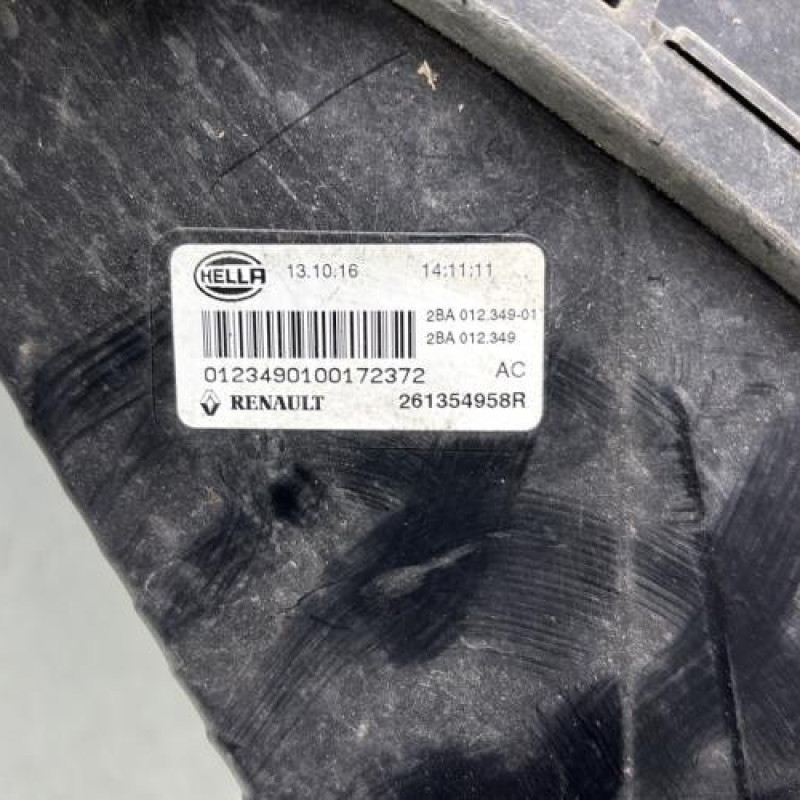 HELLA 13.10.16 14:11:11
2BA 012.349-01
2BA 012.349
0123490100172372 AC
RENAULT 261354958R